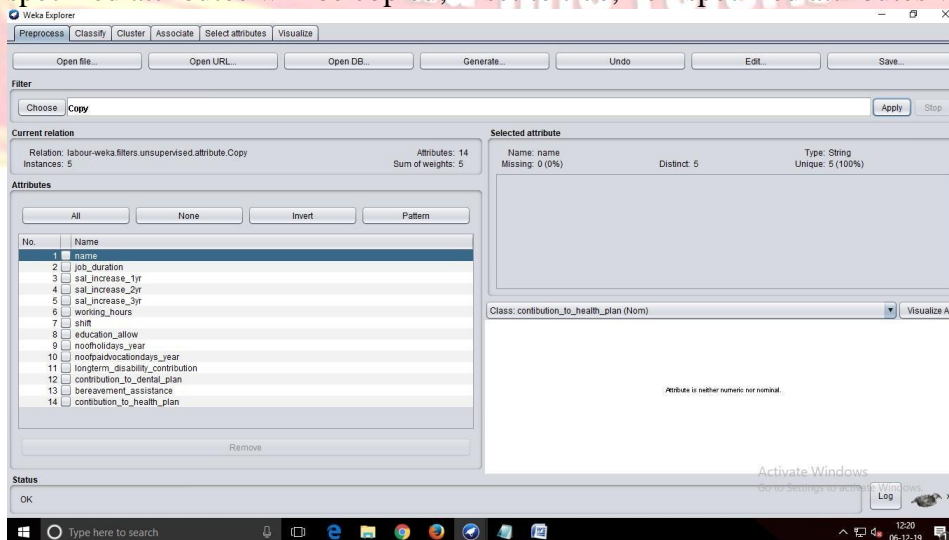 Weka Explorer
Preprocess Classify Cluster Associate Select attributes Visualize
Open file... Open URL... Open DB... Generate... Undo Edit... Save...
Filter
Choose Copy Apply Stop
Current relation
Relation: labour-weka.filters.unsupervised.attribute.Copy Attributes: 14
Instances: 5 Sum of weights: 5
Selected attribute
Name: name Type: String
Missing: 0 (0%) Distinct: 5 Unique: 5 (100%)
Attributes
All None Invert Pattern
No. Name
1 name
2 job_duration
3 sal_increase_1yr
4 sal_increase_2yr
5 sal_increase_3yr
6 working_hours
7 shift
8 education_allow
9 noofholidays_year
10 noofpaidvocationdays_year
11 longterm_disability_contribution
12 contribution_to_dental_plan
13 bereavement_assistance
14 contibution_to_health_plan
Remove
Class: contibution_to_health_plan (Nom) Visualize A
Attribute is neither numeric nor nominal.
Activate Windows
Go to Settings to activate Windows.
Status
OK Log
Type here to search
12:20
06-12-19